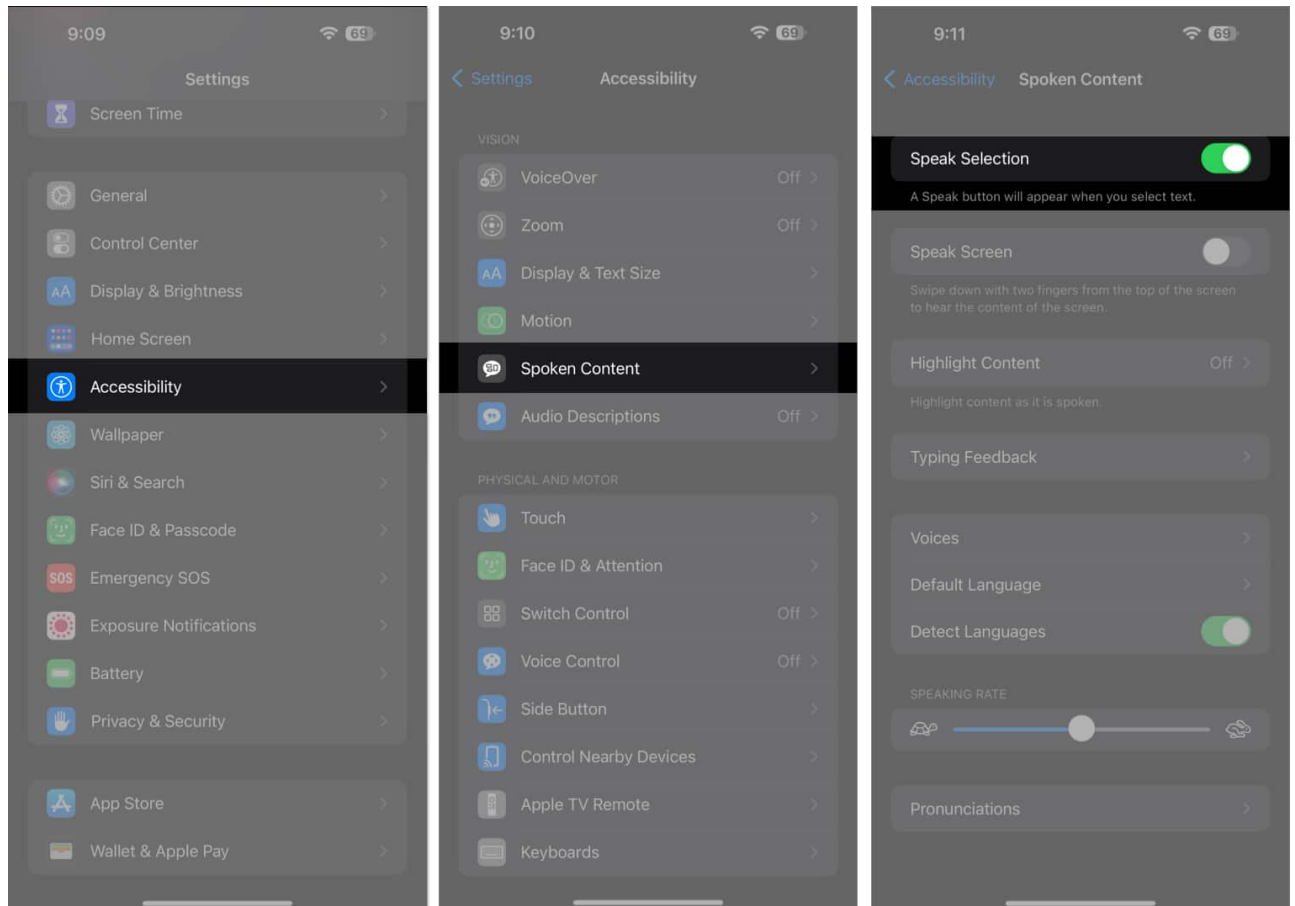 9:09
69
Settings
Screen Time
General
Control Center
AA Display & Brightness
Home Screen
Accessibility
Wallpaper
Siri & Search
Face ID & Passcode
SOS Emergency SOS
Exposure Notifications
Battery
Privacy & Security
App Store
Wallet & Apple Pay
9:10
69
Settings Accessibility
VISION
VoiceOver Off
Zoom Off
AA Display & Text Size
Motion
Spoken Content
Audio Descriptions Off
PHYSICAL AND MOTOR
Touch
Face ID & Attention
Switch Control Off
Voice Control Off
Side Button
Control Nearby Devices
Apple TV Remote
Keyboards
9:11
69
Accessibility Spoken Content
Speak Selection
A Speak button will appear when you select text.
Speak Screen
Swipe down with two fingers from the top of the screen
to hear the content of the screen.
Highlight Content Off
Highlight content as it is spoken.
Typing Feedback
Voices
Default Language
Detect Languages
SPEAKING RATE
Pronunciations